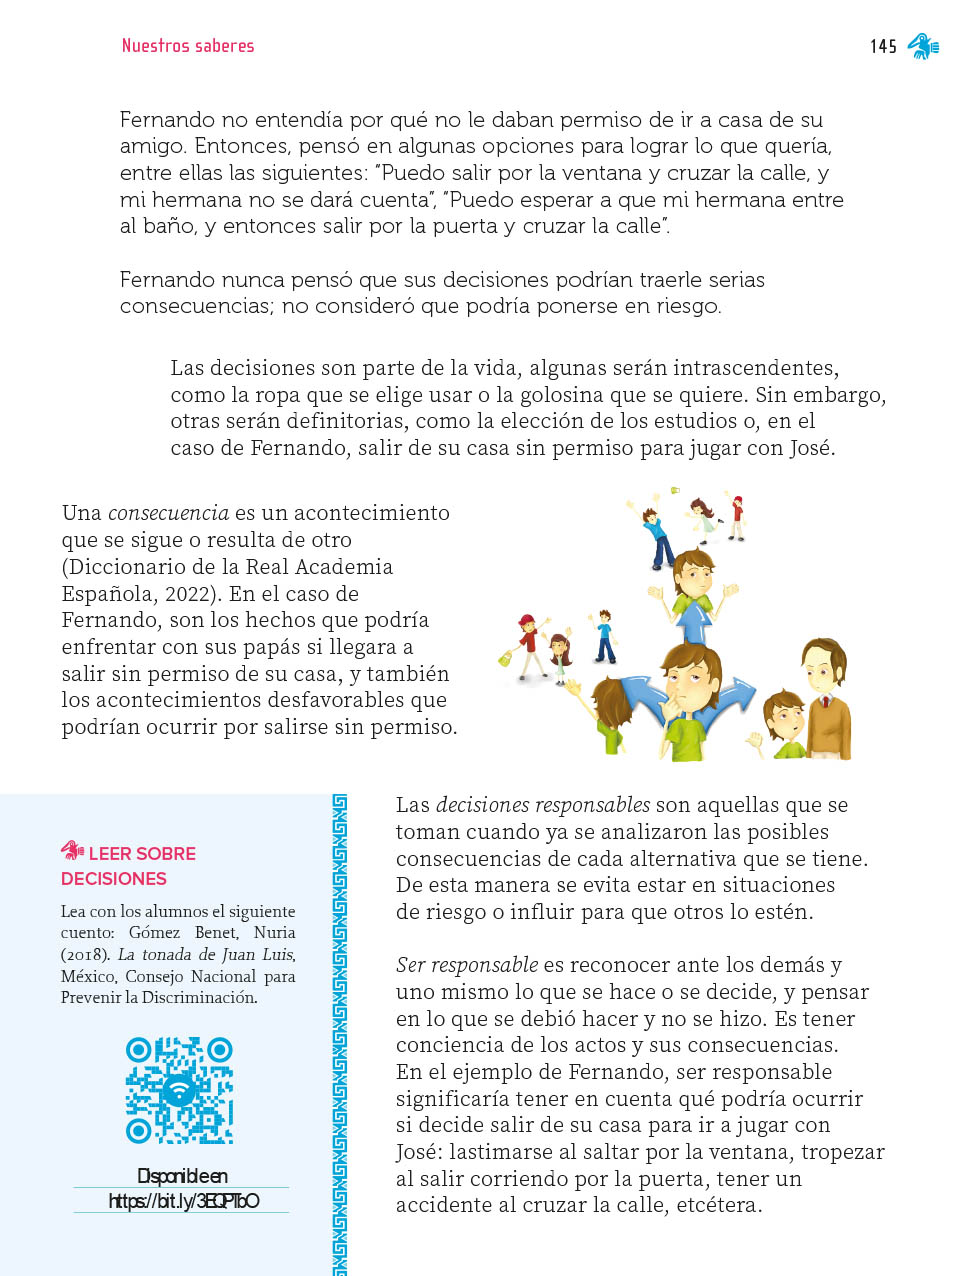 Nuestros saberes
145
Fernando no entendía por qué no le daban permiso de ir a casa de su
amigo. Entonces, pensó en algunas opciones para lograr lo que quería,
entre ellas las siguientes: “Puedo salir por la ventana y cruzar la calle, y
mi hermana no se dará cuenta”, “Puedo esperar a que mi hermana entre
al baño, y entonces salir por la puerta y cruzar la calle”.
Fernando nunca pensó que sus decisiones podrían traerle serias
consecuencias; no consideró que podría ponerse en riesgo.
Las decisiones son parte de la vida, algunas serán intrascendentes,
como la ropa que se elige usar o la golosina que se quiere. Sin embargo,
otras serán definitorias, como la elección de los estudios o, en el
caso de Fernando, salir de su casa sin permiso para jugar con José.
Una consecuencia es un acontecimiento
que se sigue o resulta de otro
(Diccionario de la Real Academia
Española, 2022). En el caso de
Fernando, son los hechos que podría
enfrentar con sus papás si llegara a
salir sin permiso de su casa, y también
los acontecimientos desfavorables que
podrían ocurrir por salirse sin permiso.
LEER SOBRE
DECISIONES
Lea con los alumnos el siguiente
cuento: Gómez Benet, Nuria
(2018). La tonada de Juan Luis,
México, Consejo Nacional para
Prevenir la Discriminación.
Disponible en
https://bit.ly/3EQPTbO
Las decisiones responsables son aquellas que se
toman cuando ya se analizaron las posibles
consecuencias de cada alternativa que se tiene.
De esta manera se evita estar en situaciones
de riesgo o influir para que otros lo estén.
Ser responsable es reconocer ante los demás y
uno mismo lo que se hace o se decide, y pensar
en lo que se debió hacer y no se hizo. Es tener
conciencia de los actos y sus consecuencias.
En el ejemplo de Fernando, ser responsable
significaría tener en cuenta qué podría ocurrir
si decide salir de su casa para ir a jugar con
José: lastimarse al saltar por la ventana, tropezar
al salir corriendo por la puerta, tener un
accidente al cruzar la calle, etcétera.